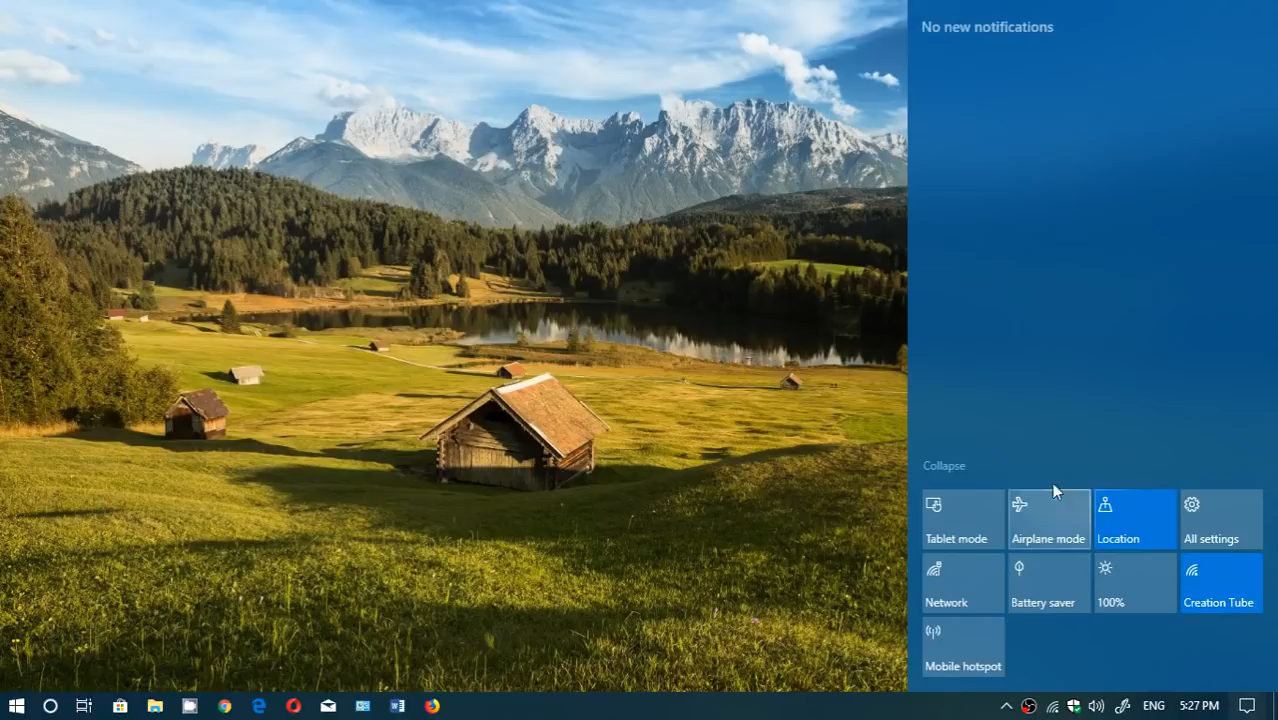 No new notifications
Collapse
Tablet mode
Airplane mode
Location
All settings
Network
Battery saver
100%
Creation Tube
Mobile hotspot
ENG
5:27 PM